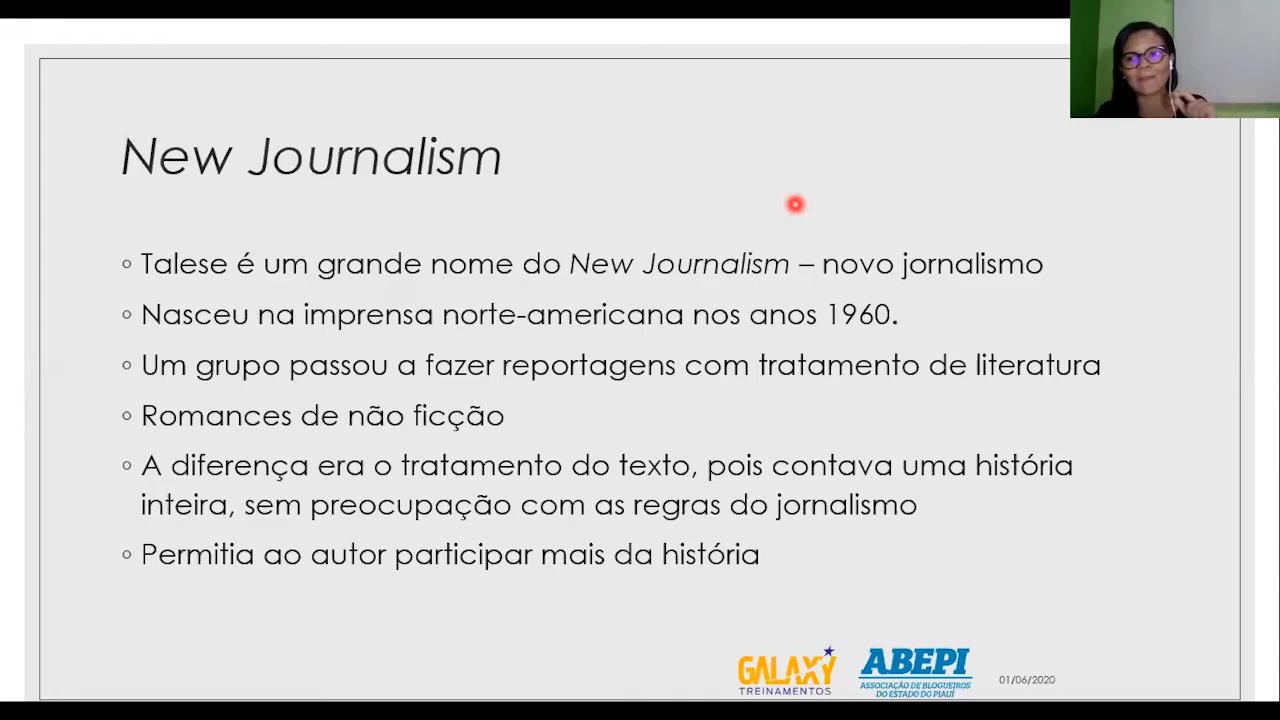 New Journalism
◦ Talese é um grande nome do New Journalism – novo jornalismo
◦ Nasceu na imprensa norte-americana nos anos 1960.
◦ Um grupo passou a fazer reportagens com tratamento de literatura
◦ Romances de não ficção
◦ A diferença era o tratamento do texto, pois contava uma história
inteira, sem preocupação com as regras do jornalismo
◦ Permitia ao autor participar mais da história
GALAXY
TREINAMENTOS
ABEPI
ASSOCIAÇÃO DE BLOGUEIROS
DO ESTADO DO PIAUÍ
01/06/2020